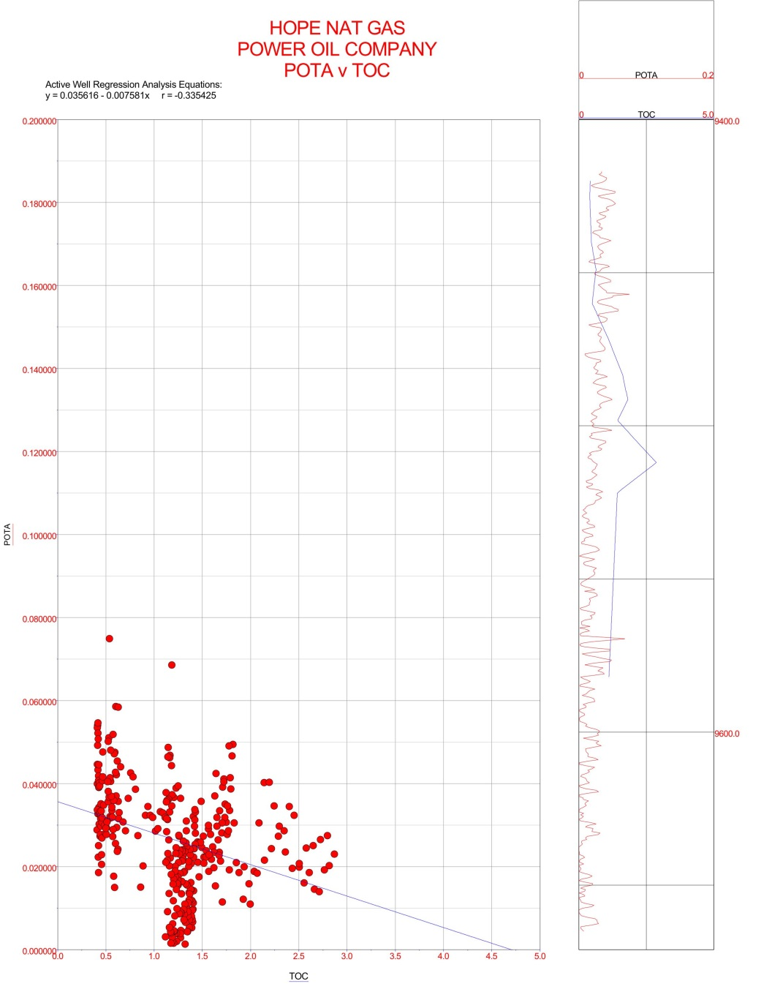 HOPE NAT GAS
POWER OIL COMPANY
POTA v TOC
Active Well Regression Analysis Equations:
y = 0.035616 - 0.007581x r = -0.335425
0 POTA 0.2
0 TOC 5.0
9400.0
9600.0
0.200000
0.180000
0.160000
0.140000
0.120000
0.100000
0.080000
0.060000
0.040000
0.020000
0.000000
POTA
0.0 0.5 1.0 1.5 2.0 2.5 3.0 3.5 4.0 4.5 5.0
TOC